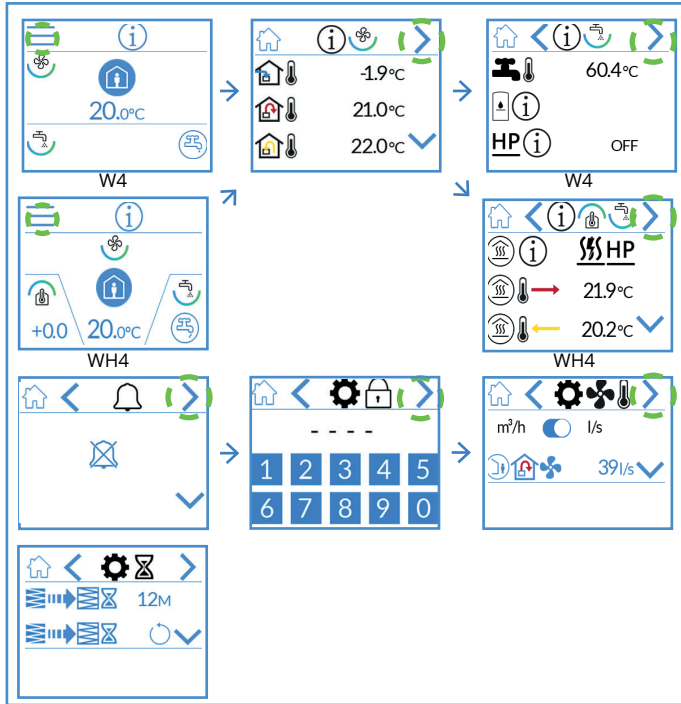 20.0°C
W4
-1.9°C
21.0°C
22.0°C
60.4°C
HP OFF
W4
+0.0 20.0°C
WH4
HP
21.9°C
20.2°C
WH4
- - - -
1 2 3 4 5
6 7 8 9 0
m³/h l/s
39 l/s
12M